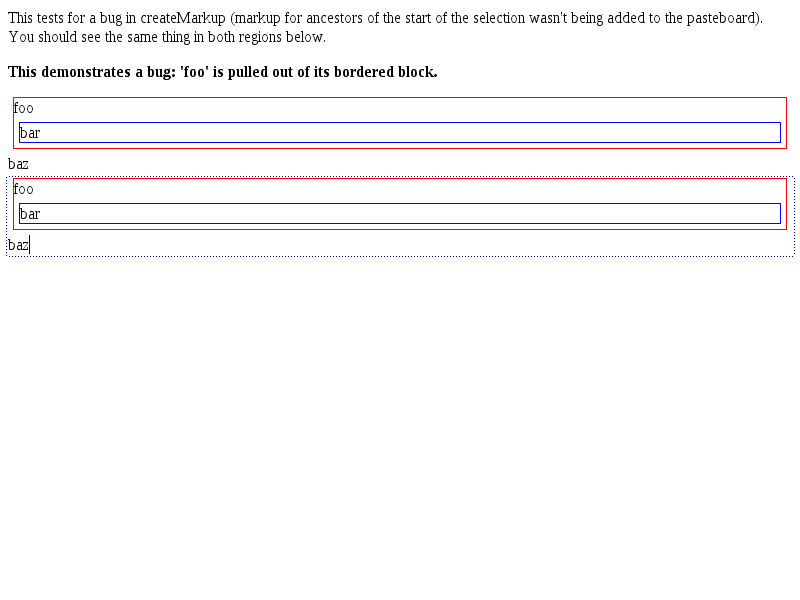 This tests for a bug in createMarkup (markup for ancestors of the start of the selection wasn't being added to the pasteboard).
You should see the same thing in both regions below.
This demonstrates a bug: 'foo' is pulled out of its bordered block.
foo
bar
baz
foo
bar
baz